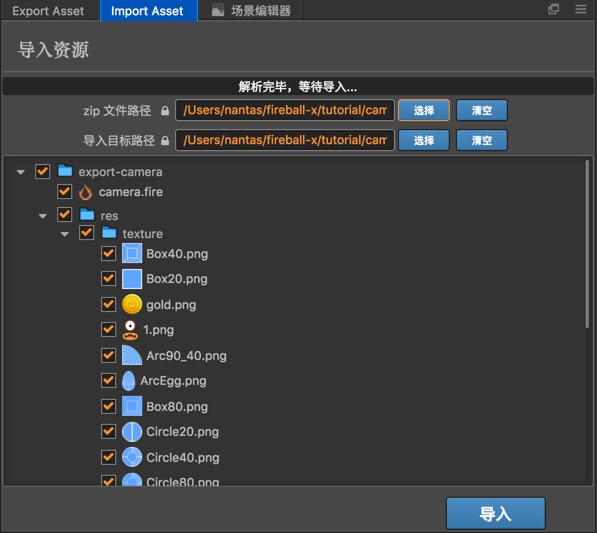 Export Asset Import Asset 场景编辑器
导入资源
解析完毕，等待导入...
zip 文件路径 /Users/nantas/fireball-x/tutorial/cam 选择 清空
导入目标路径 /Users/nantas/fireball-x/tutorial/cam 选择 清空
export-camera
camera.fire
res
texture
Box40.png
Box20.png
gold.png
1.png
Arc90_40.png
ArcEgg.png
Box80.png
Circle20.png
Circle40.png
Circle80.png
导入